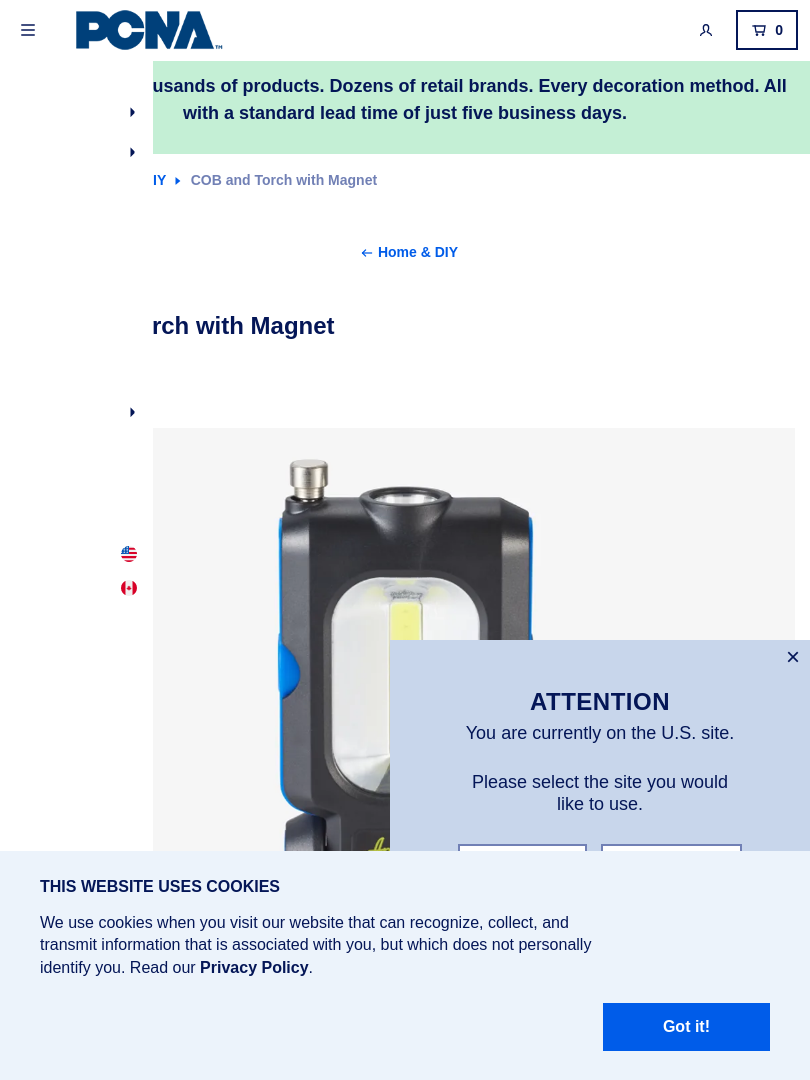 PCNA™
0
usands of products. Dozens of retail brands. Every decoration method. All
with a standard lead time of just five business days.
IY COB and Torch with Magnet
← Home & DIY
rch with Magnet
ATTENTION
You are currently on the U.S. site.
Please select the site you would
like to use.
THIS WEBSITE USES COOKIES
We use cookies when you visit our website that can recognize, collect, and
transmit information that is associated with you, but which does not personally
identify you. Read our Privacy Policy.
Got it!